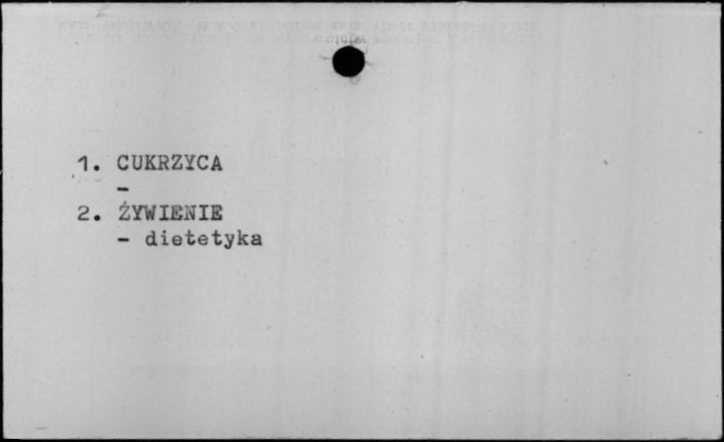 1. CUKRZYCA
–
2. ŻYWIENIE
– dietetyka